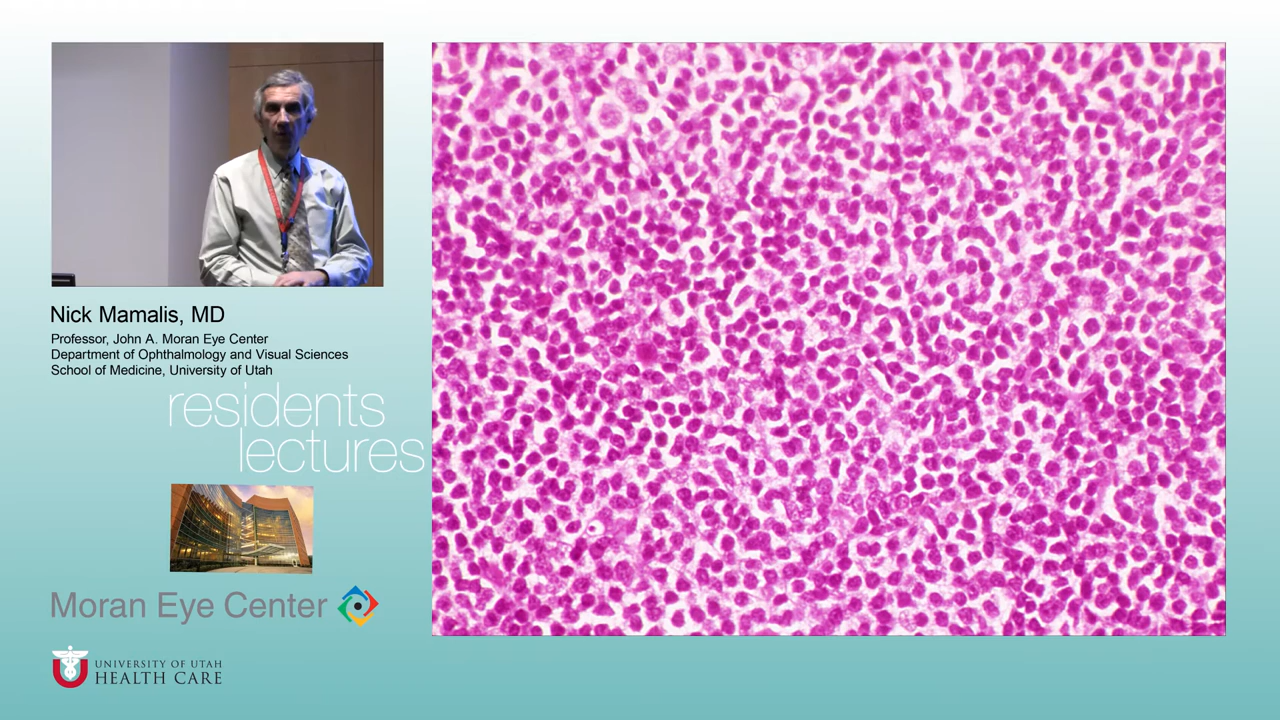 Nick Mamalis, MD
Professor, John A. Moran Eye Center
Department of Ophthalmology and Visual Sciences
School of Medicine, University of Utah
residents
lectures
Moran Eye Center
UNIVERSITY OF UTAH
HEALTH CARE